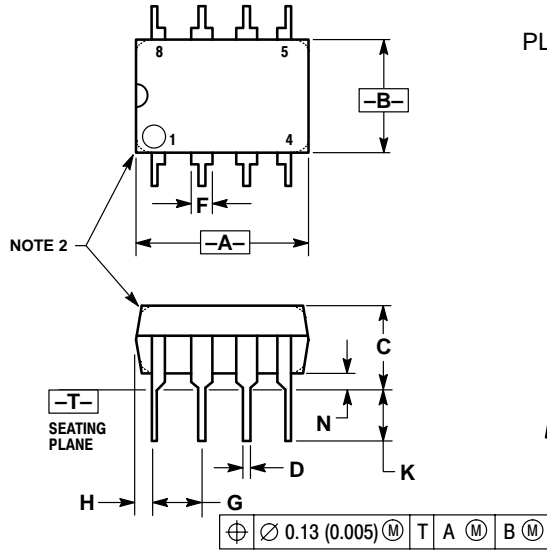 8 5
PL
–B–
1 4
F
NOTE 2
–A–
C
–T–
N
SEATING
PLANE
D
K
H G
⌖ ∅ 0.13 (0.005) Ⓜ T A Ⓜ B Ⓜ